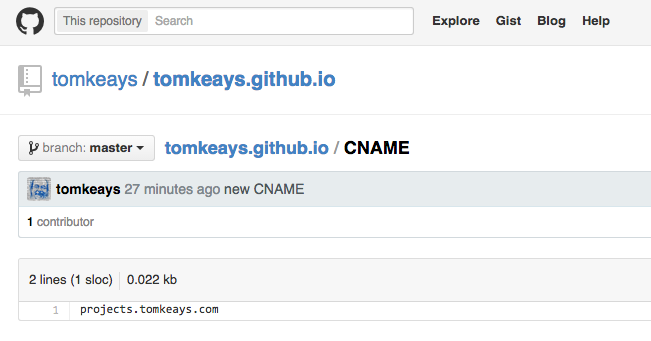 This repository Search Explore Gist Blog Help
tomkeays / tomkeays.github.io
branch: master tomkeays.github.io / CNAME
tomkeays 27 minutes ago new CNAME
1 contributor
2 lines (1 sloc) 0.022 kb
1 projects.tomkeays.com